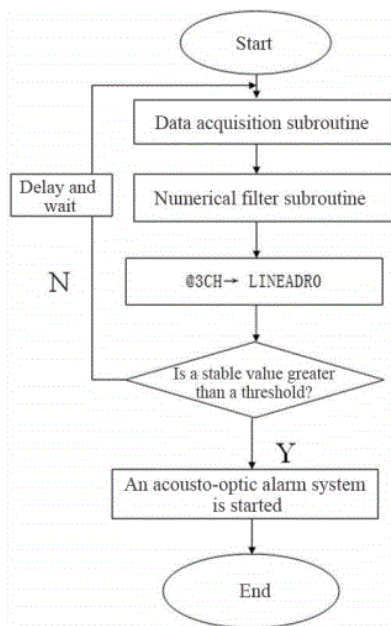 Start
Data acquisition subroutine
Delay and
wait
Numerical filter subroutine
N
@3CH→ LINEADR0
Is a stable value greater
than a threshold?
Y
An acousto-optic alarm system
is started
End